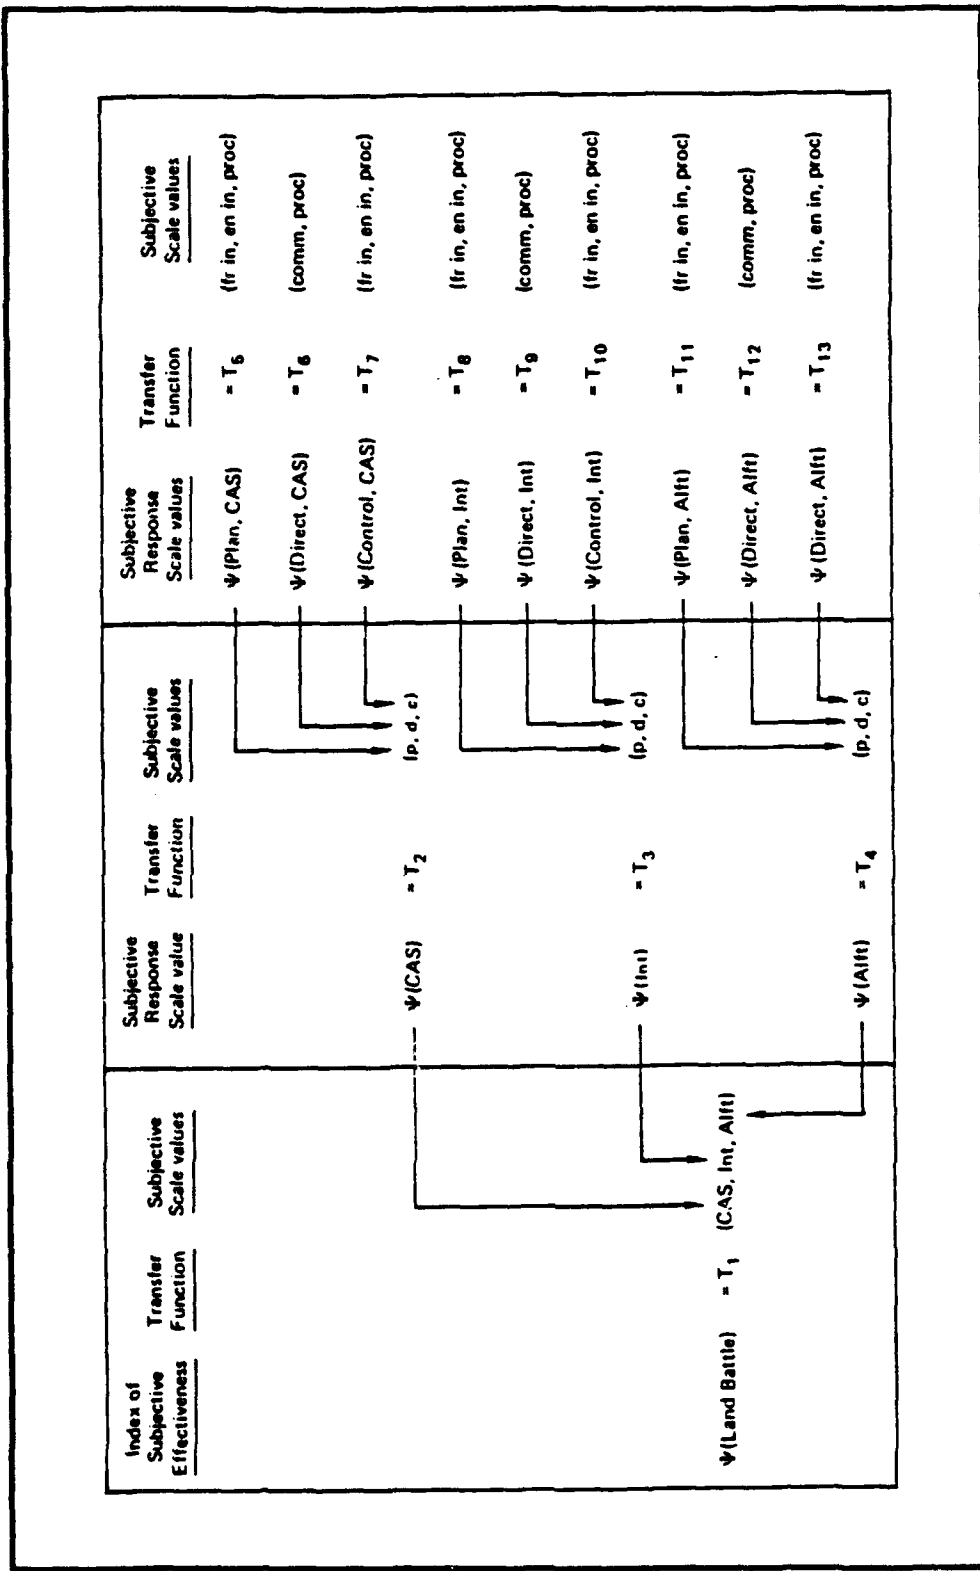 Index of
Subjective
Effectiveness
Transfer
Function
Subjective
Scale values
Subjective
Response
Scale value
Transfer
Function
Subjective
Scale values
Subjective
Response
Scale values
Transfer
Function
Subjective
Scale values
Ψ(Plan, CAS) = T5 (fr in, en in, proc)
Ψ(Direct, CAS) = T6 (comm, proc)
Ψ(Control, CAS) = T7 (fr in, en in, proc)
Ψ(CAS) = T2 (p, d, c)
Ψ(Plan, Int) = T8 (fr in, en in, proc)
Ψ(Direct, Int) = T9 (comm, proc)
Ψ(Control, Int) = T10 (fr in, en in, proc)
Ψ(Int) = T3 (p, d, c)
Ψ(Plan, Alft) = T11 (fr in, en in, proc)
Ψ(Land Battle) = T1 (CAS, Int, Alft)
Ψ(Direct, Alft) = T12 (comm, proc)
Ψ(Direct, Alft) = T13 (fr in, en in, proc)
Ψ(Alft) = T4 (p, d, c)